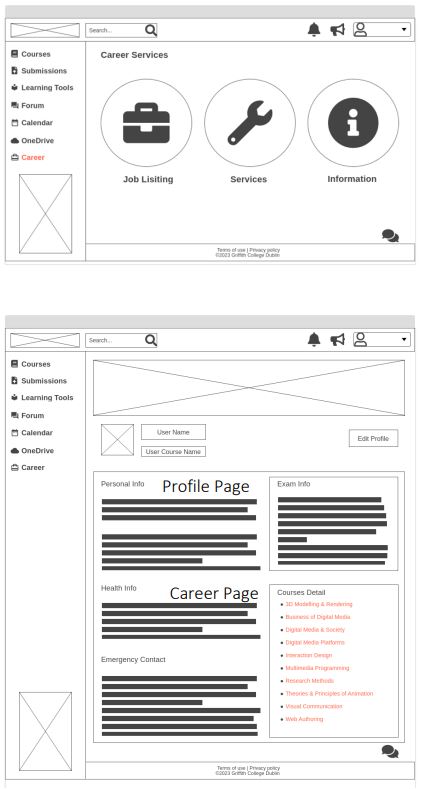 Search...
Courses
Submissions
Learning Tools
Forum
Calendar
OneDrive
Career
Career Services
Job Lisiting
Services
Information
Terms of use | Privacy policy
©2023 Griffith College Dublin
Search...
Courses
Submissions
Learning Tools
Forum
Calendar
OneDrive
Career
User Name
User Course Name
Edit Profile
Personal Info
Profile Page
Exam Info
Health Info
Career Page
Emergency Contact
Courses Detail
3D Modelling & Rendering
Business of Digital Media
Digital Media & Society
Digital Media Platforms
Interaction Design
Multimedia Programming
Research Methods
Theories & Principles of Animation
Visual Communication
Web Authoring
Terms of use | Privacy policy
©2023 Griffith College Dublin